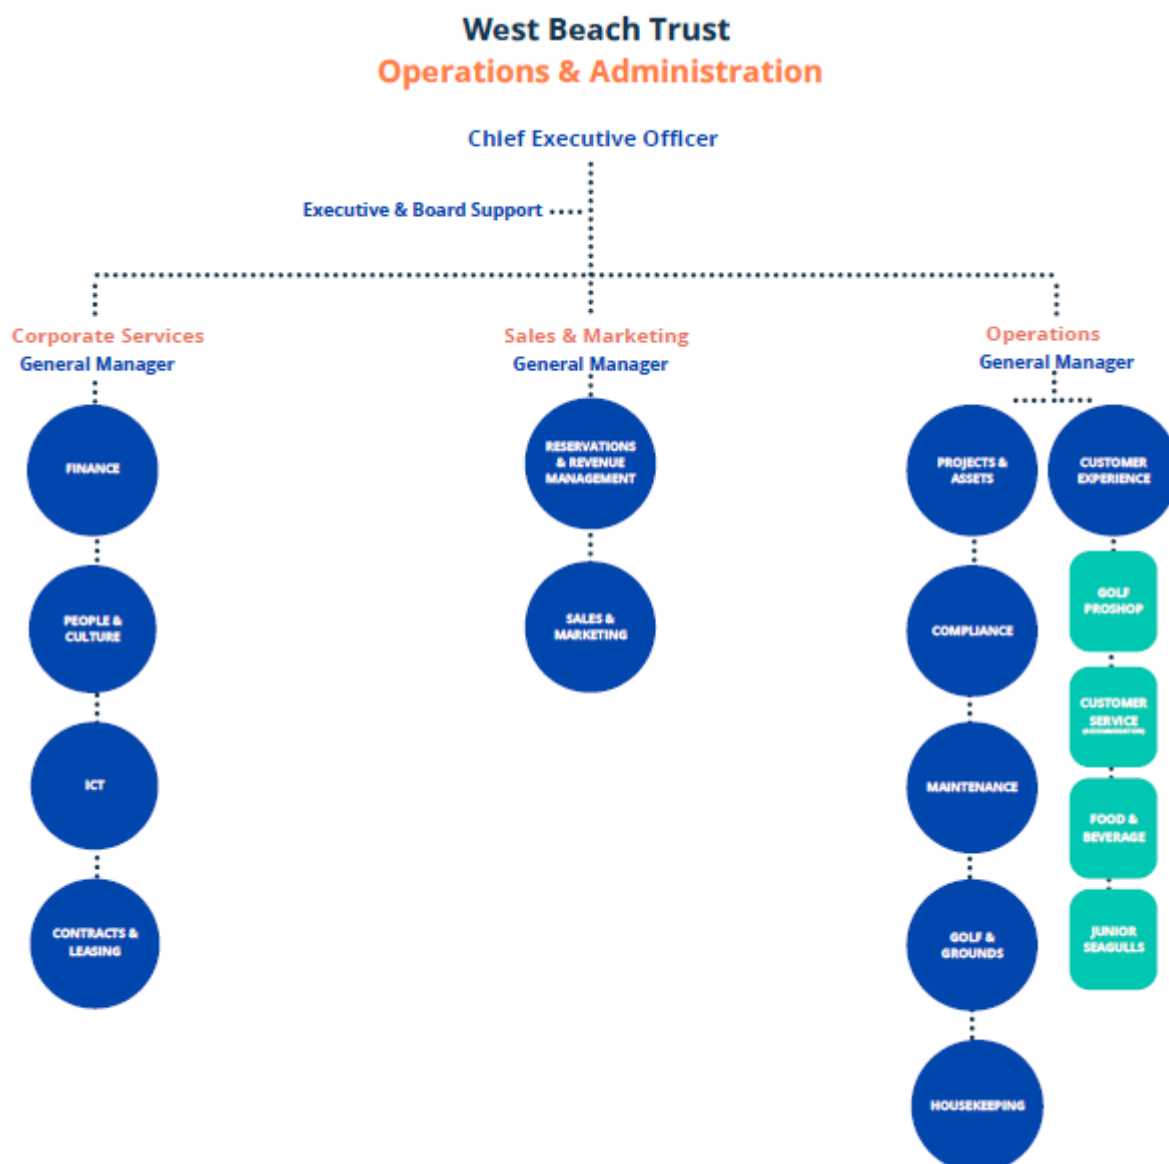 West Beach Trust
Operations & Administration
Chief Executive Officer
Executive & Board Support
Corporate Services
General Manager
FINANCE
PEOPLE &
CULTURE
ICT
CONTRACTS &
LEASING
Sales & Marketing
General Manager
RESERVATIONS
& REVENUE
MANAGEMENT
SALES &
MARKETING
Operations
General Manager
PROJECTS &
ASSETS
COMPLIANCE
MAINTENANCE
GOLF &
GROUNDS
HOUSEKEEPING
CUSTOMER
EXPERIENCE
GOLF
PROSHOP
CUSTOMER
SERVICE
(ACCOMMODATION)
FOOD &
BEVERAGE
JUNIOR
SEAGULLS